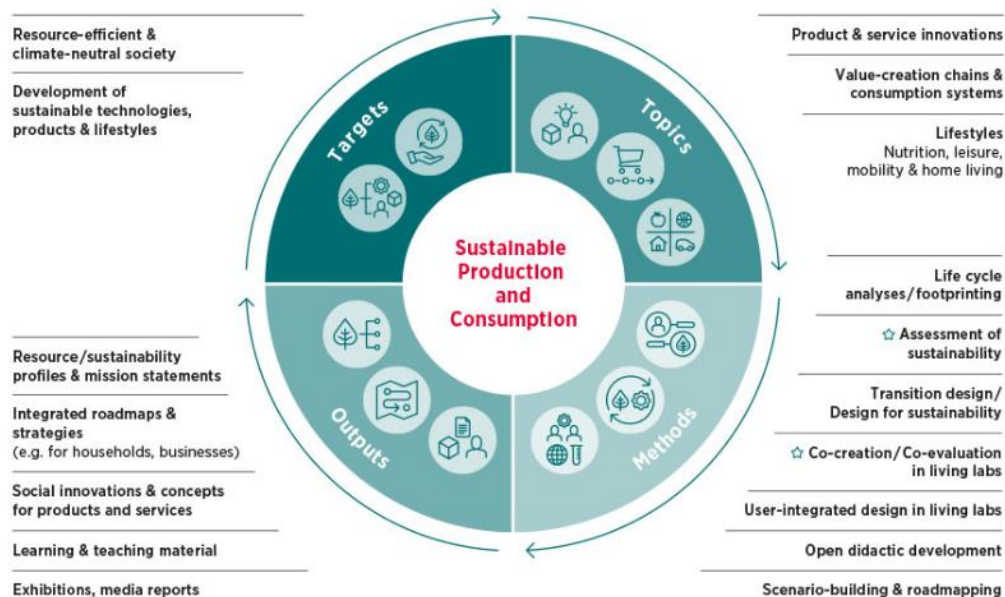 Resource-efficient &
climate-neutral society
Development of
sustainable technologies,
products & lifestyles
Targets
Topics
Product & service innovations
Value-creation chains &
consumption systems
Lifestyles
Nutrition, leisure,
mobility & home living
Sustainable
Production
and
Consumption
Life cycle
analyses/footprinting
☆ Assessment of
sustainability
Transition design/
Design for sustainability
☆ Co-creation/Co-evaluation
in living labs
User-integrated design in living labs
Open didactic development
Scenario-building & roadmapping
Methods
Outputs
Resource/sustainability
profiles & mission statements
Integrated roadmaps &
strategies
(e.g. for households, businesses)
Social innovations & concepts
for products and services
Learning & teaching material
Exhibitions, media reports